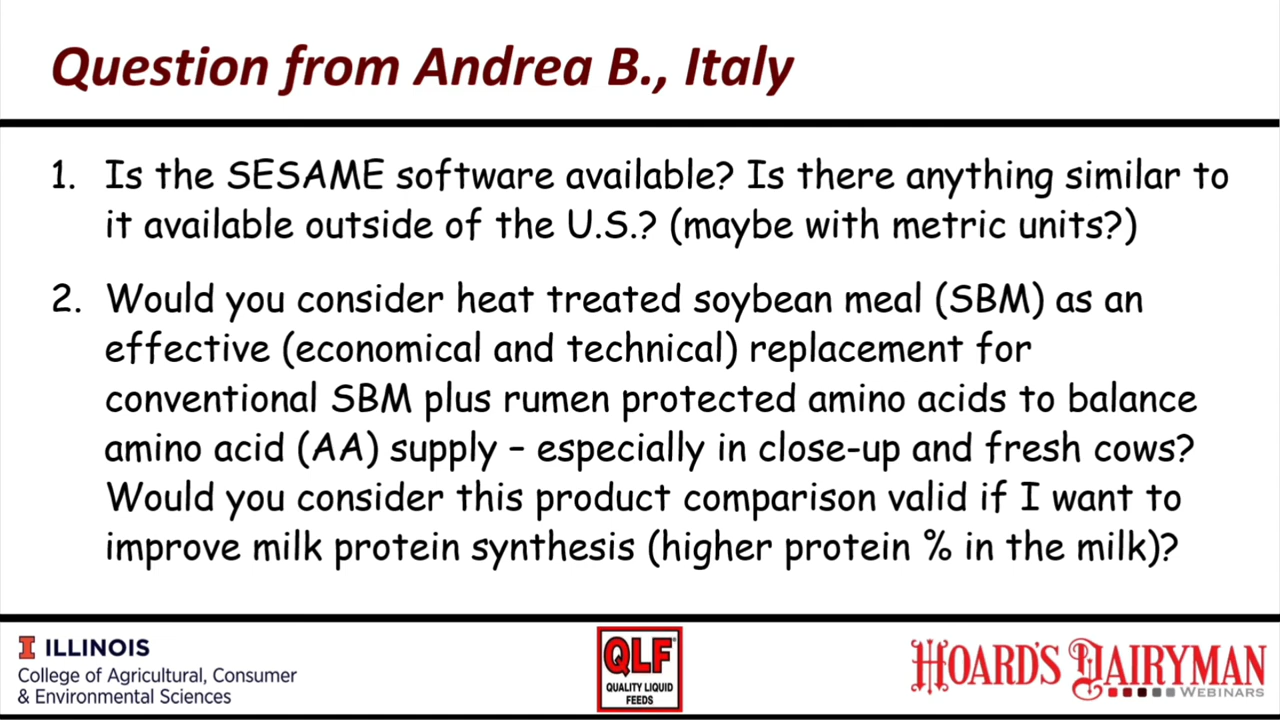 Question from Andrea B., Italy
1. Is the SESAME software available? Is there anything similar to
it available outside of the U.S.? (maybe with metric units?)
2. Would you consider heat treated soybean meal (SBM) as an
effective (economical and technical) replacement for
conventional SBM plus rumen protected amino acids to balance
amino acid (AA) supply – especially in close-up and fresh cows?
Would you consider this product comparison valid if I want to
improve milk protein synthesis (higher protein % in the milk)?
I ILLINOIS
College of Agricultural, Consumer
& Environmental Sciences
QLF®
QUALITY LIQUID
FEEDS
HOARD'S DAIRYMAN
WEBINARS